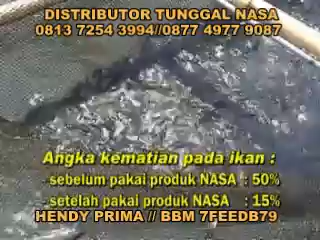 DISTRIBUTOR TUNGGAL NASA
0813 7254 3994//0877 4977 9087
Angka kematian pada ikan :
sebelum pakai produk NASA : 50%
setelah pakai produk NASA : 15%
HENDY PRIMA // BBM 7FEEDB79